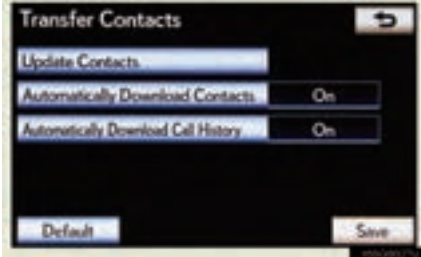 Transfer Contacts
Update Contacts
Automatically Download Contacts On
Automatically Download Call History On
Default Save